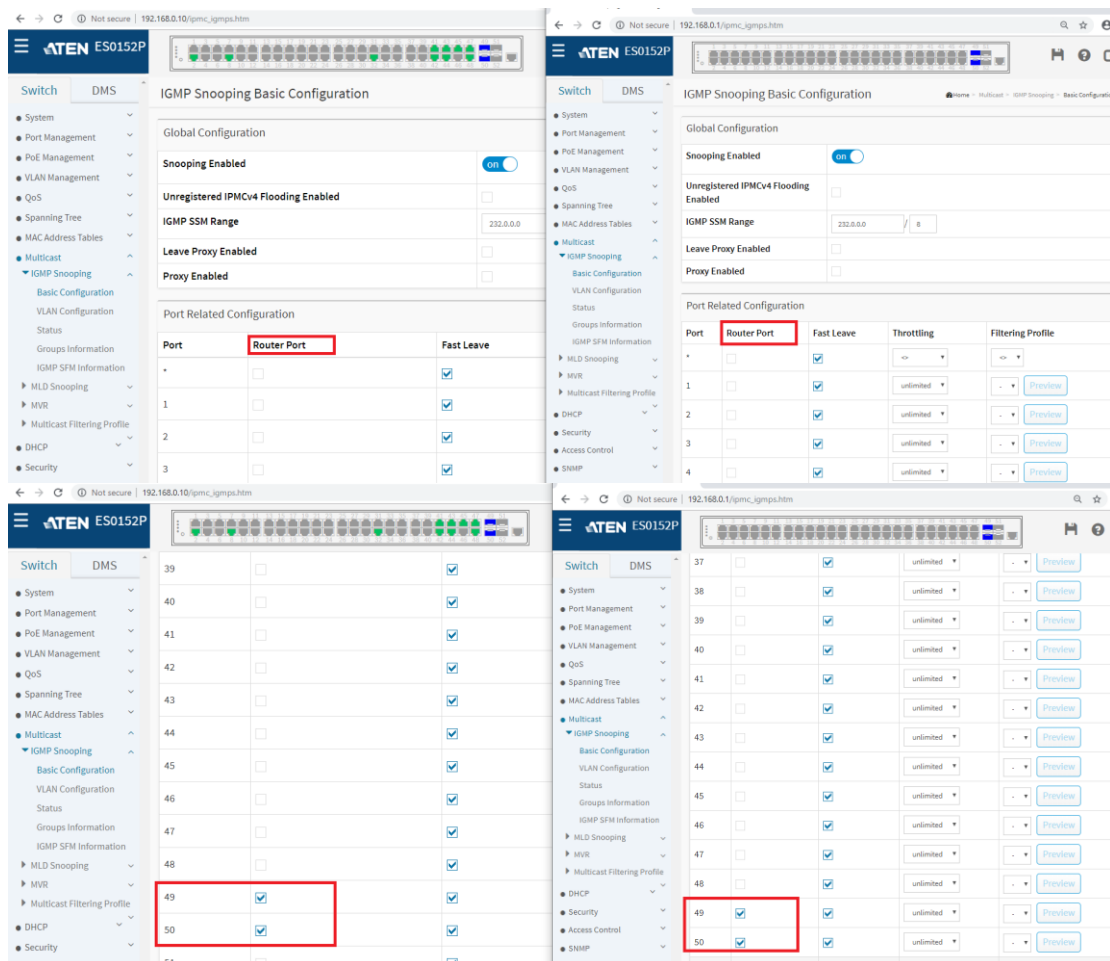 Not secure | 192.168.0.10/ipmc_igmps.htm
ATEN ES0152P
Switch DMS
System
Port Management
PoE Management
VLAN Management
QoS
Spanning Tree
MAC Address Tables
Multicast
IGMP Snooping
Basic Configuration
VLAN Configuration
Status
Groups Information
IGMP SFM Information
MLD Snooping
MVR
Multicast Filtering Profile
DHCP
Security
IGMP Snooping Basic Configuration
Global Configuration
Snooping Enabled on
Unregistered IPMCv4 Flooding Enabled
IGMP SSM Range 232.0.0.0
Leave Proxy Enabled
Proxy Enabled
Port Related Configuration
Port Router Port Fast Leave
*
1
2
3
Not secure | 192.168.0.1/ipmc_igmps.htm
ATEN ES0152P
Switch DMS
System
Port Management
PoE Management
VLAN Management
QoS
Spanning Tree
MAC Address Tables
Multicast
IGMP Snooping
Basic Configuration
VLAN Configuration
Status
Groups Information
IGMP SFM Information
MLD Snooping
MVR
Multicast Filtering Profile
DHCP
Security
Access Control
SNMP
IGMP Snooping Basic Configuration
Home > Multicast > IGMP Snooping > Basic Configuratio
Global Configuration
Snooping Enabled on
Unregistered IPMCv4 Flooding
Enabled
IGMP SSM Range 232.0.0.0 / 8
Leave Proxy Enabled
Proxy Enabled
Port Related Configuration
Port Router Port Fast Leave Throttling Filtering Profile
* <> <>
1 unlimited - Preview
2 unlimited - Preview
3 unlimited - Preview
4 unlimited - Preview
Not secure | 192.168.0.10/ipmc_igmps.htm
ATEN ES0152P
Switch DMS
System
Port Management
PoE Management
VLAN Management
QoS
Spanning Tree
MAC Address Tables
Multicast
IGMP Snooping
Basic Configuration
VLAN Configuration
Status
Groups Information
IGMP SFM Information
MLD Snooping
MVR
Multicast Filtering Profile
DHCP
Security
39
40
41
42
43
44
45
46
47
48
49
50
Not secure | 192.168.0.1/ipmc_igmps.htm
ATEN ES0152P
Switch DMS
System
Port Management
PoE Management
VLAN Management
QoS
Spanning Tree
MAC Address Tables
Multicast
IGMP Snooping
Basic Configuration
VLAN Configuration
Status
Groups Information
IGMP SFM Information
MLD Snooping
MVR
Multicast Filtering Profile
DHCP
Security
Access Control
SNMP
37 unlimited - Preview
38 unlimited - Preview
39 unlimited - Preview
40 unlimited - Preview
41 unlimited - Preview
42 unlimited - Preview
43 unlimited - Preview
44 unlimited - Preview
45 unlimited - Preview
46 unlimited - Preview
47 unlimited - Preview
48 unlimited - Preview
49 unlimited - Preview
50 unlimited - Preview